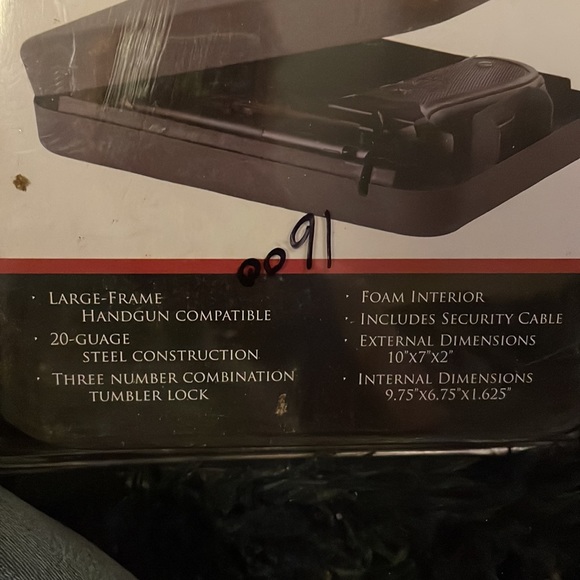 0091
· LARGE-FRAME
HANDGUN COMPATIBLE
· 20-GUAGE
STEEL CONSTRUCTION
· THREE NUMBER COMBINATION
TUMBLER LOCK
· FOAM INTERIOR
· INCLUDES SECURITY CABLE
· EXTERNAL DIMENSIONS
10"X7"X2"
· INTERNAL DIMENSIONS
9.75"X6.75"X1.625"